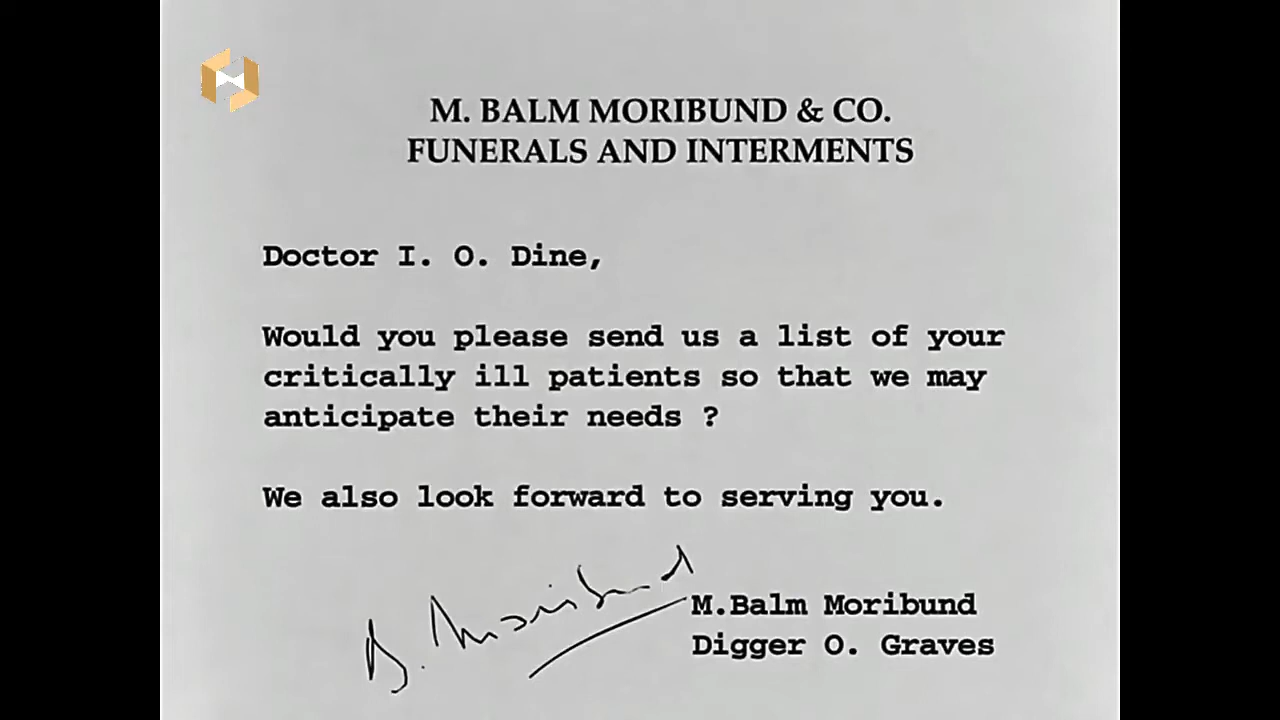 M. BALM MORIBUND & CO.
FUNERALS AND INTERMENTS
Doctor I. O. Dine,
Would you please send us a list of your
critically ill patients so that we may
anticipate their needs ?
We also look forward to serving you.
B. Moribund
M.Balm Moribund
Digger O. Graves